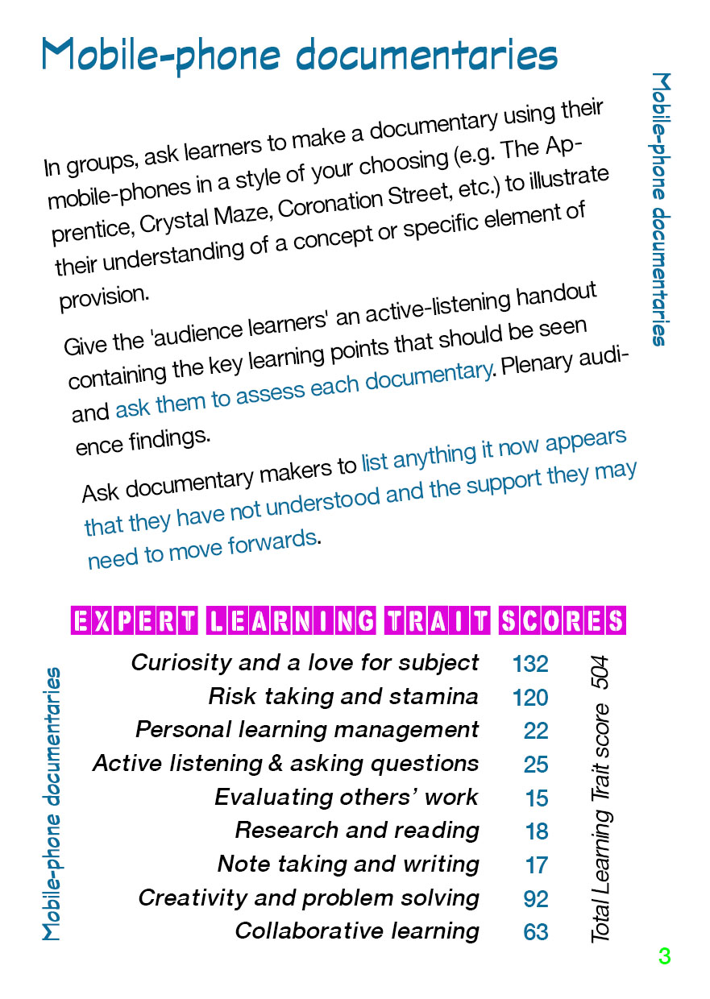 Mobile-phone documentaries
Mobile-phone documentaries
In groups, ask learners to make a documentary using their
mobile-phones in a style of your choosing (e.g. The Ap-
prentice, Crystal Maze, Coronation Street, etc.) to illustrate
their understanding of a concept or specific element of
provision.
Give the 'audience learners' an active-listening handout
containing the key learning points that should be seen
and ask them to assess each documentary. Plenary audi-
ence findings.
Ask documentary makers to list anything it now appears
that they have not understood and the support they may
need to move forwards.
EXPERT LEARNING TRAIT SCORES
Curiosity and a love for subject 132
Risk taking and stamina 120
Personal learning management 22
Active listening & asking questions 25
Evaluating others’ work 15
Research and reading 18
Note taking and writing 17
Creativity and problem solving 92
Collaborative learning 63
Total Learning Trait score 504
Mobile-phone documentaries
3